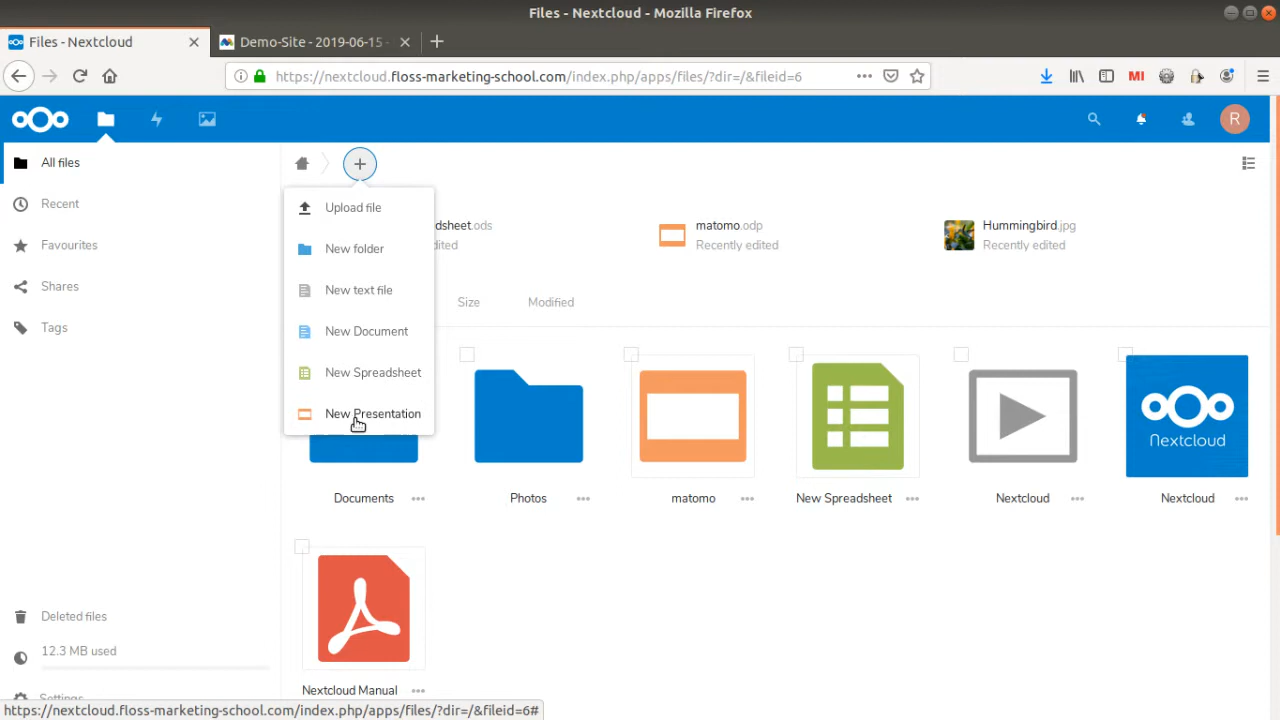 Files - Nextcloud - Mozilla Firefox
Files - Nextcloud
Demo-Site - 2019-06-15 -
https://nextcloud.floss-marketing-school.com/index.php/apps/files/?dir=/&fileid=6
MI
R
All files
Recent
Favourites
Shares
Tags
Upload file
New folder
New text file
New Document
New Spreadsheet
New Presentation
dsheet.ods
dited
matomo.odp
Recently edited
Hummingbird.jpg
Recently edited
Size
Modified
Nextcloud
Documents
Photos
matomo
New Spreadsheet
Nextcloud
Nextcloud
Nextcloud Manual
Deleted files
12.3 MB used
Settings
https://nextcloud.floss-marketing-school.com/index.php/apps/files/?dir=/&fileid=6#